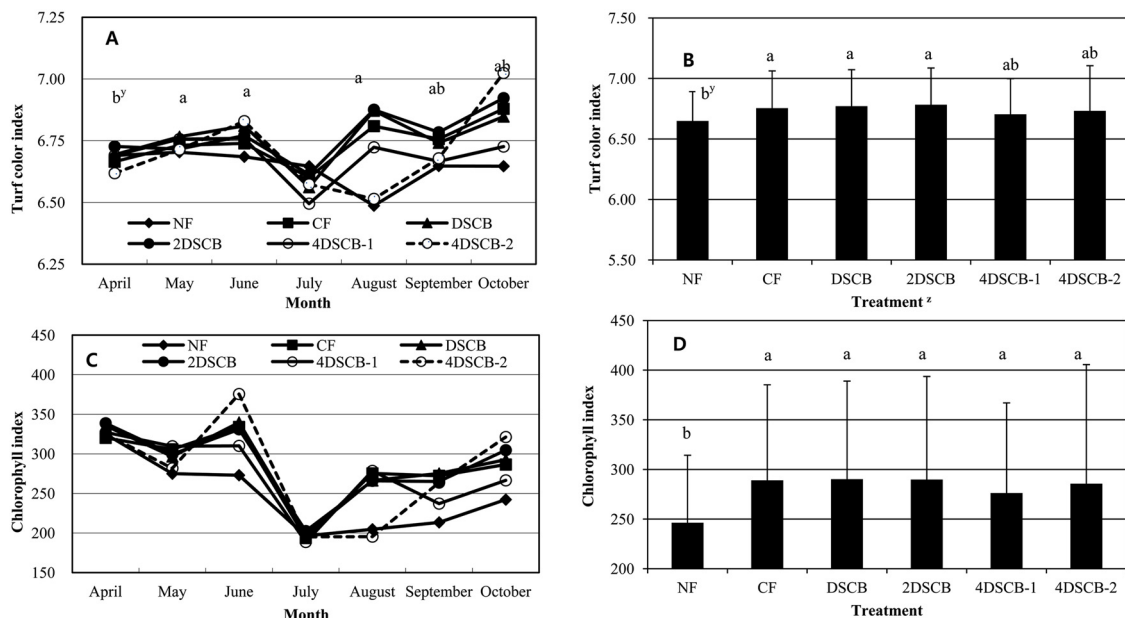 A
7.25
7.00
6.75
6.50
6.25
Turf color index
b^y a a a ab ab
NF CF DSCB
2DSCB 4DSCB-1 4DSCB-2
April May June July August September October
Month
B
7.50
7.00
6.50
6.00
5.50
Turf color index
b^y a a a ab ab
NF CF DSCB 2DSCB 4DSCB-1 4DSCB-2
Treatment ^z
C
450
400
350
300
250
200
150
Chlorophyll index
NF CF DSCB
2DSCB 4DSCB-1 4DSCB-2
April May June July August September October
Month
D
450
400
350
300
250
200
Chlorophyll index
b a a a a a
NF CF DSCB 2DSCB 4DSCB-1 4DSCB-2
Treatment